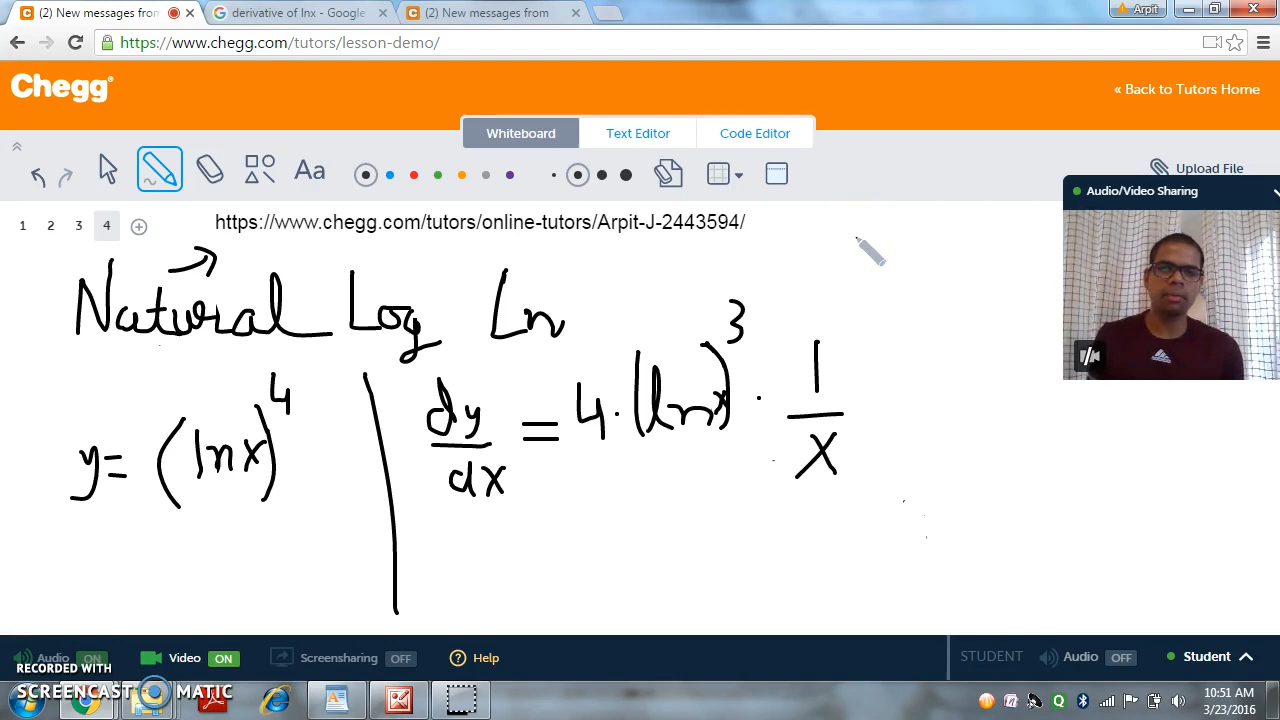 (2) New messages from
derivative of lnx - Google
(2) New messages from
Arpit
https://www.chegg.com/tutors/lesson-demo/
Chegg
« Back to Tutors Home
Whiteboard
Text Editor
Code Editor
Aa
Upload File
Audio/Video Sharing
1 2 3 4
https://www.chegg.com/tutors/online-tutors/Arpit-J-2443594/
Natural Log Ln
y = (ln x)^4
dy/dx = 4 · (ln x)^3 · 1/x
Audio ON
Video ON
Screensharing OFF
? Help
STUDENT
Audio OFF
Student
RECORDED WITH
SCREENCAST MATIC
10:51 AM
3/23/2016